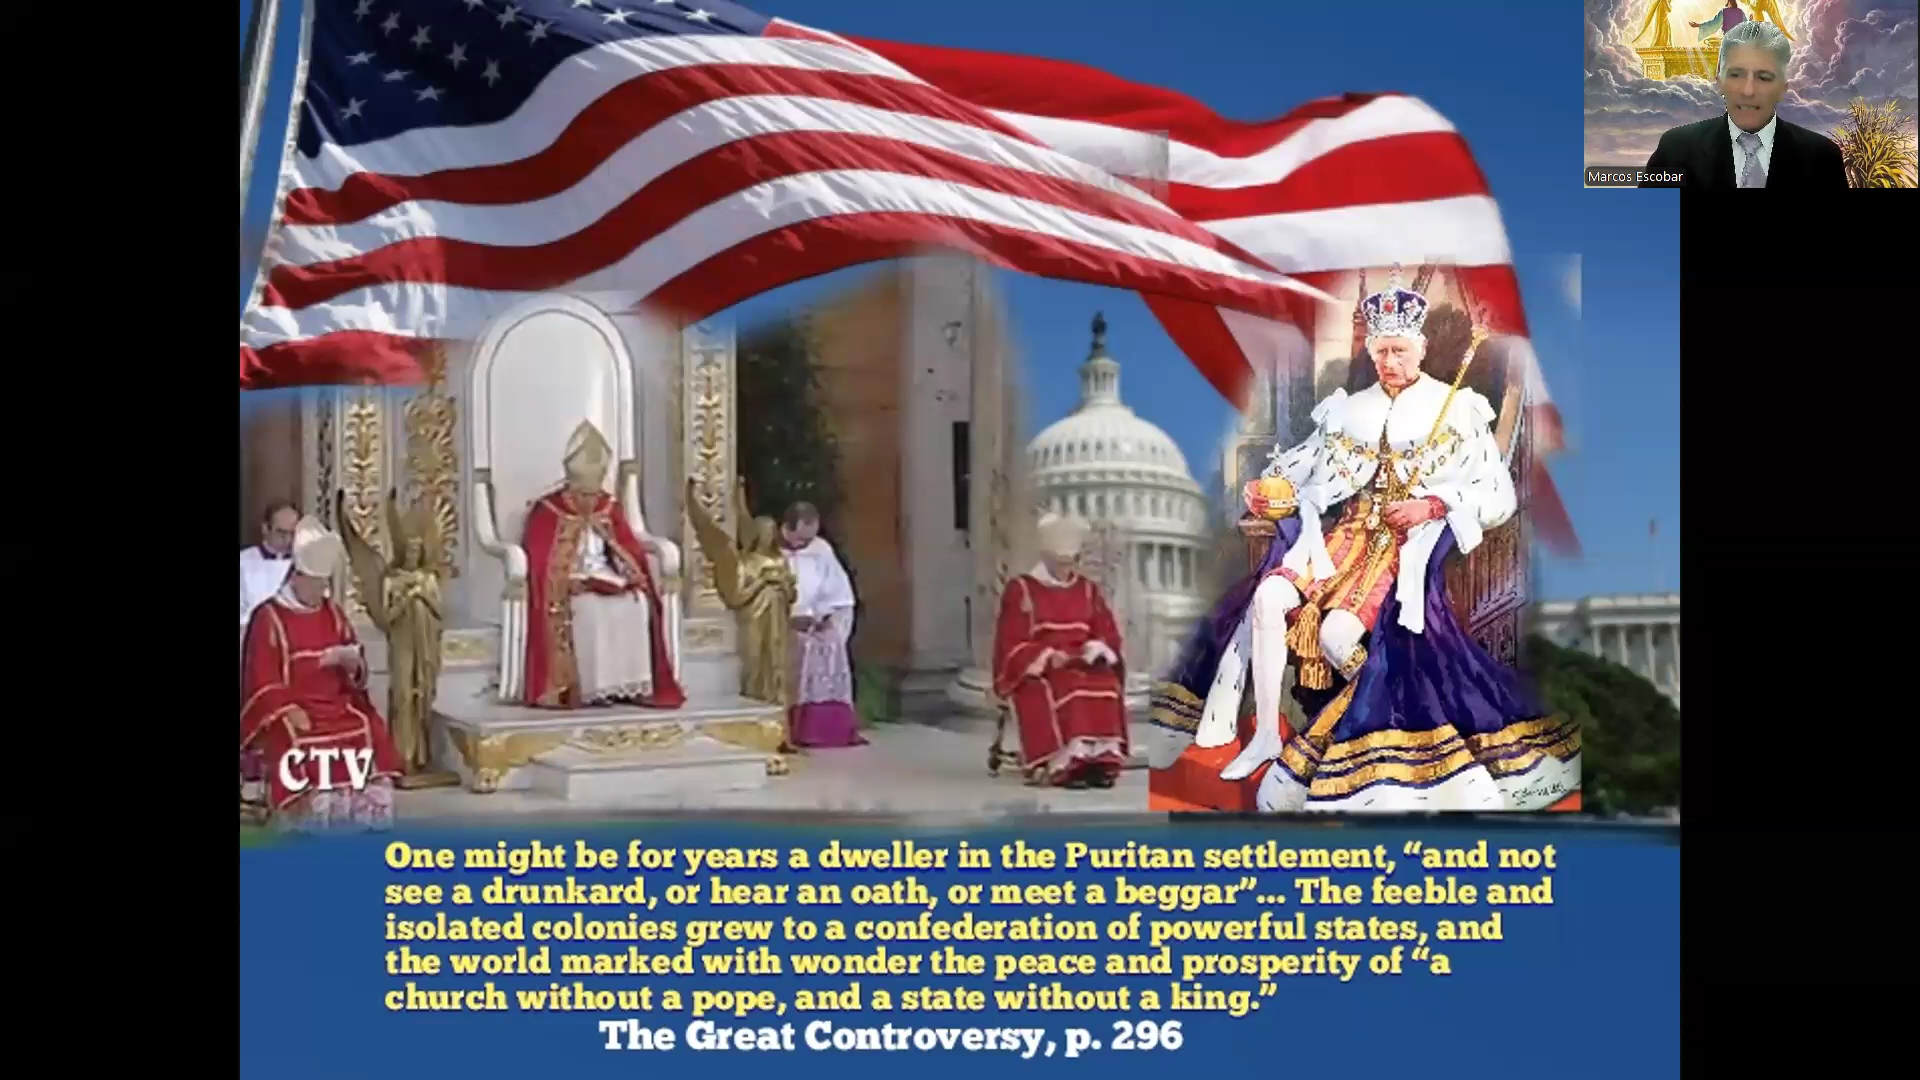 Marcos Escobar
CTV
One might be for years a dweller in the Puritan settlement, “and not
see a drunkard, or hear an oath, or meet a beggar”... The feeble and
isolated colonies grew to a confederation of powerful states, and
the world marked with wonder the peace and prosperity of “a
church without a pope, and a state without a king.”
The Great Controversy, p. 296